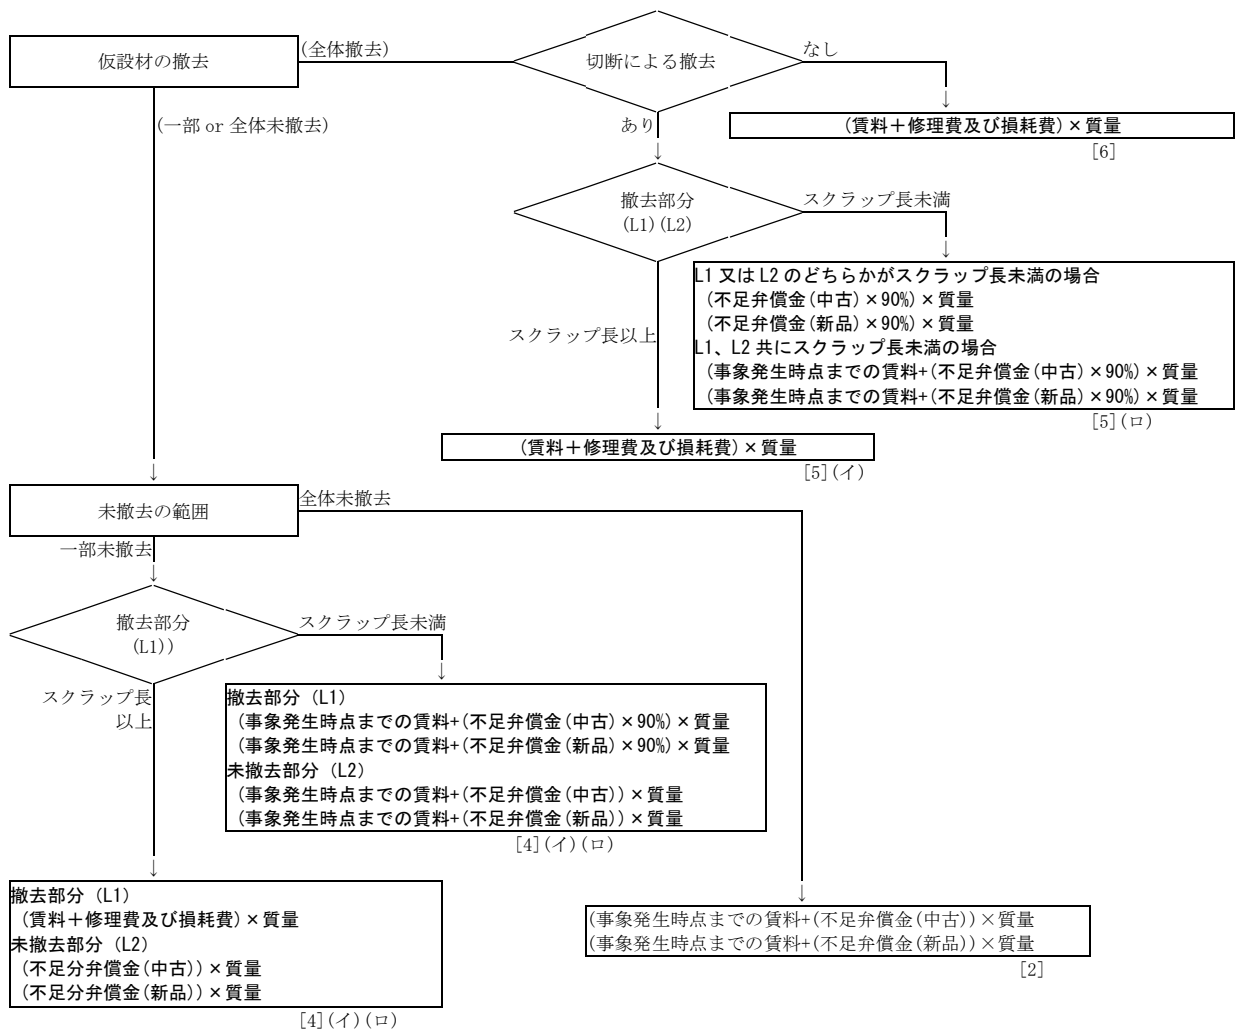 仮設材の撤去
(全体撤去)
切断による撤去
なし
(一部 or 全体未撤去)
あり
(賃料＋修理費及び損耗費)×質量
[6]
撤去部分
(L1)(L2)
スクラップ長未満
L1 又は L2 のどちらかがスクラップ長未満の場合
(不足弁償金(中古)×90%)×質量
(不足弁償金(新品)×90%)×質量
L1、L2 共にスクラップ長未満の場合
(事象発生時点までの賃料+(不足弁償金(中古)×90%)×質量
(事象発生時点までの賃料+(不足弁償金(新品)×90%)×質量
[5](ロ)
スクラップ長以上
(賃料＋修理費及び損耗費)×質量
[5](イ)
未撤去の範囲
全体未撤去
一部未撤去
撤去部分
(L1))
スクラップ長未満
スクラップ長
以上
撤去部分（L1）
(事象発生時点までの賃料+(不足弁償金(中古)×90%)×質量
(事象発生時点までの賃料+(不足弁償金(新品)×90%)×質量
未撤去部分（L2）
(事象発生時点までの賃料+(不足弁償金(中古))×質量
(事象発生時点までの賃料+(不足弁償金(新品))×質量
[4](イ)(ロ)
撤去部分（L1）
(賃料＋修理費及び損耗費)×質量
未撤去部分（L2）
(不足分弁償金(中古))×質量
(不足分弁償金(新品))×質量
[4](イ)(ロ)
(事象発生時点までの賃料+(不足弁償金(中古))×質量
(事象発生時点までの賃料+(不足弁償金(新品))×質量
[2]